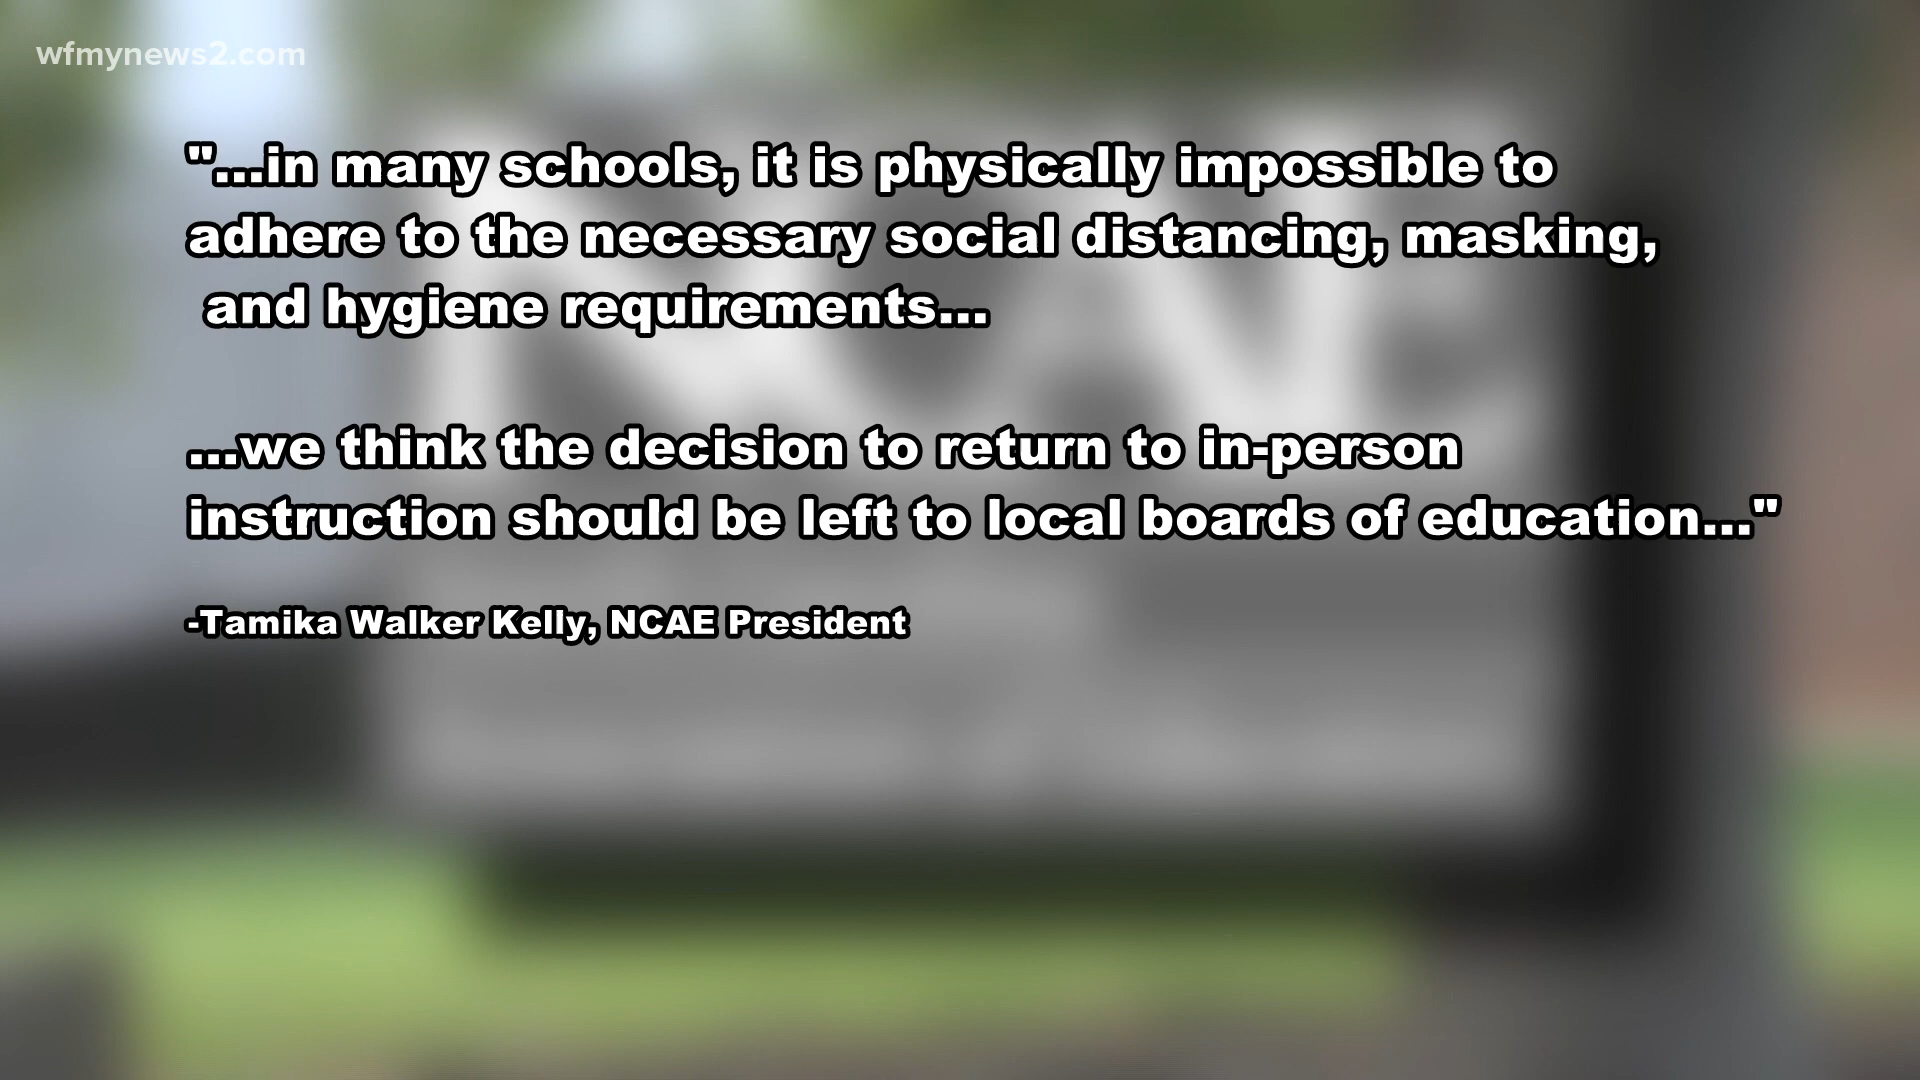 wfmynews2.com
"...in many schools, it is physically impossible to
adhere to the necessary social distancing, masking,
and hygiene requirements...
...we think the decision to return to in-person
instruction should be left to local boards of education..."
-Tamika Walker Kelly, NCAE President
NCAE